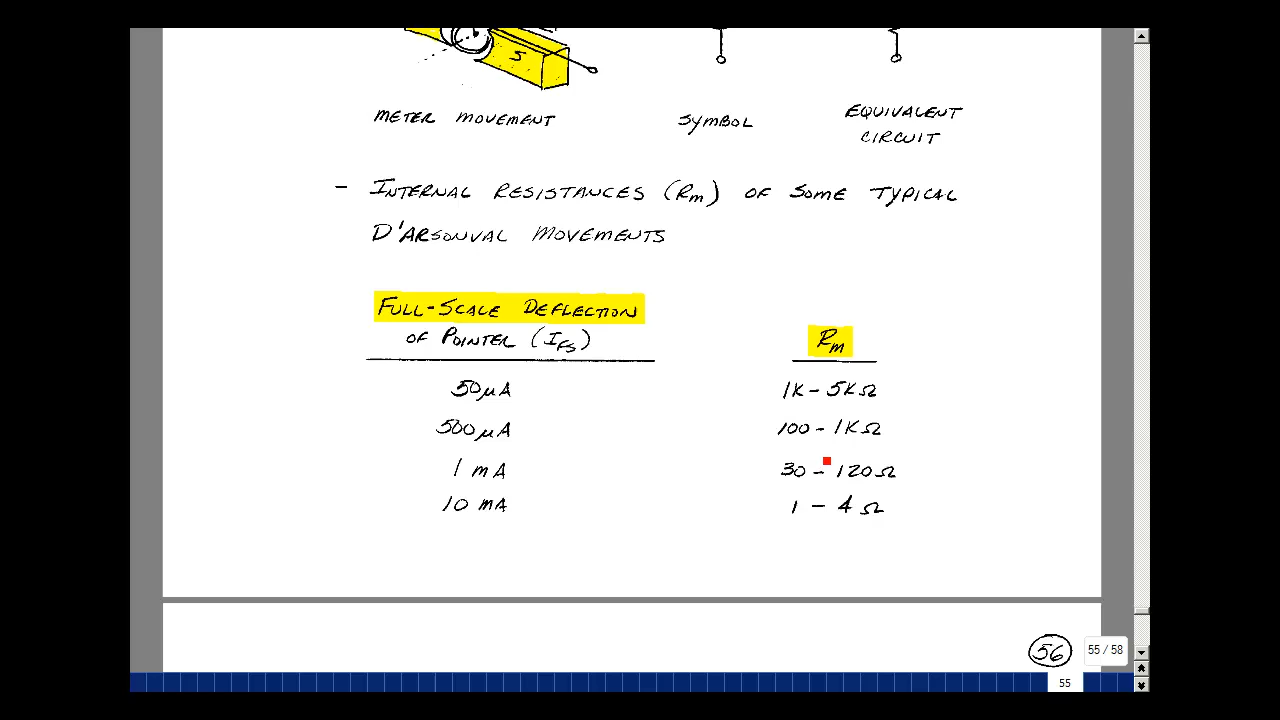 S
METER MOVEMENT SYMBOL EQUIVALENT
CIRCUIT
- INTERNAL RESISTANCES (Rm) OF SOME TYPICAL
D'ARSONVAL MOVEMENTS
FULL-SCALE DEFLECTION
OF POINTER (IFS) Rm
50μA 1K - 5KΩ
500μA 100 - 1KΩ
1 mA 30 - 120Ω
10 mA 1 - 4Ω
56
55 / 58
55